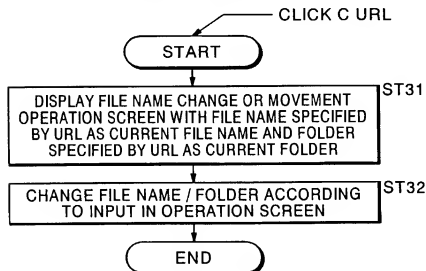 CLICK C URL
START
ST31
DISPLAY FILE NAME CHANGE OR MOVEMENT
OPERATION SCREEN WITH FILE NAME SPECIFIED
BY URL AS CURRENT FILE NAME AND FOLDER
SPECIFIED BY URL AS CURRENT FOLDER
ST32
CHANGE FILE NAME / FOLDER ACCORDING
TO INPUT IN OPERATION SCREEN
END